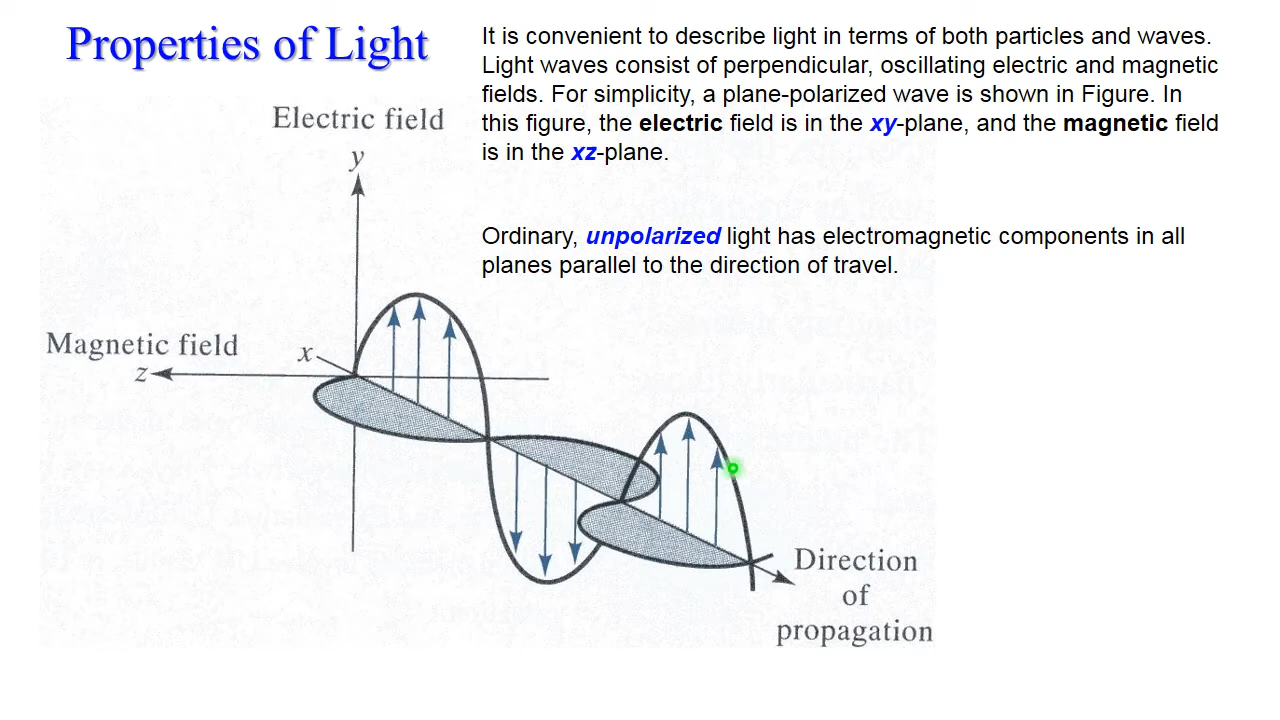 Properties of Light
It is convenient to describe light in terms of both particles and waves.
Light waves consist of perpendicular, oscillating electric and magnetic
fields. For simplicity, a plane-polarized wave is shown in Figure. In
this figure, the electric field is in the xy-plane, and the magnetic field
is in the xz-plane.
Ordinary, unpolarized light has electromagnetic components in all
planes parallel to the direction of travel.
Electric field
y
Magnetic field
x
z
Direction
of
propagation